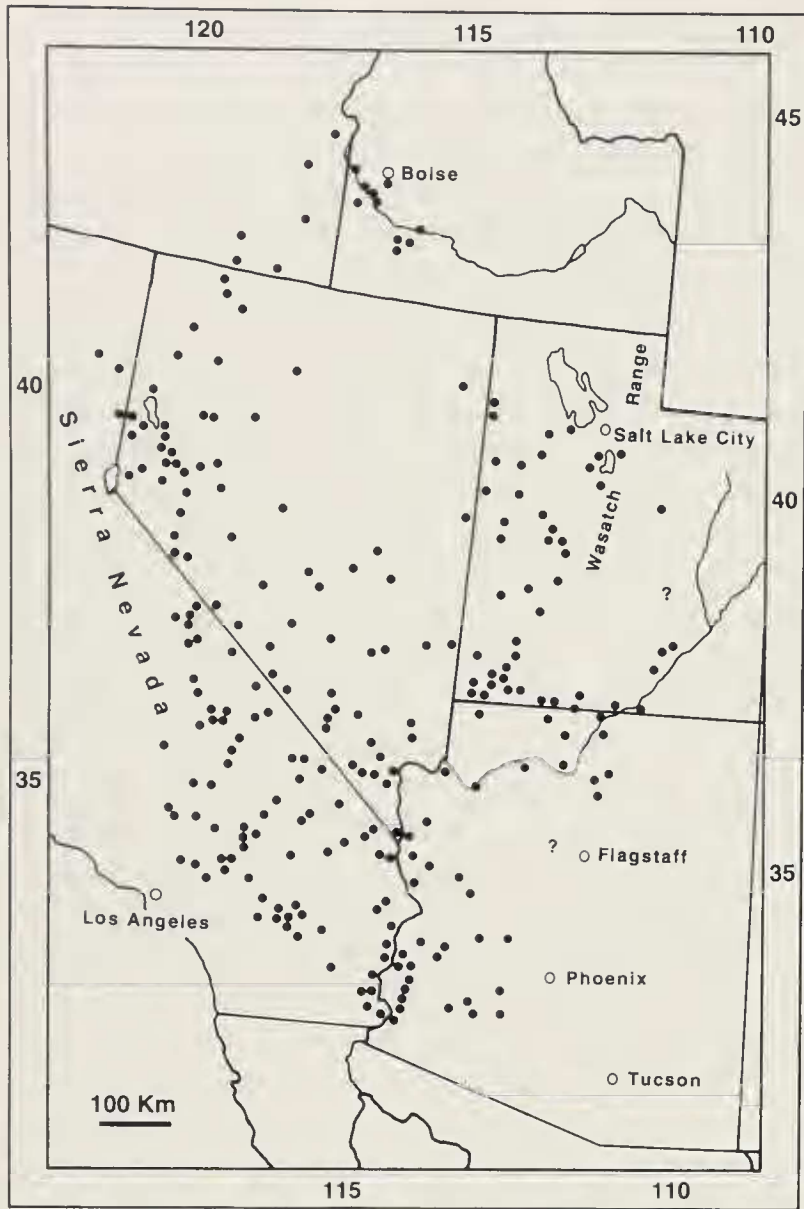 120 115 110
45
Boise
40
Range
Salt Lake City
Sierra Nevada
Wasatch
40
?
35
?
Flagstaff
35
Los Angeles
Phoenix
Tucson
100 Km
115 110